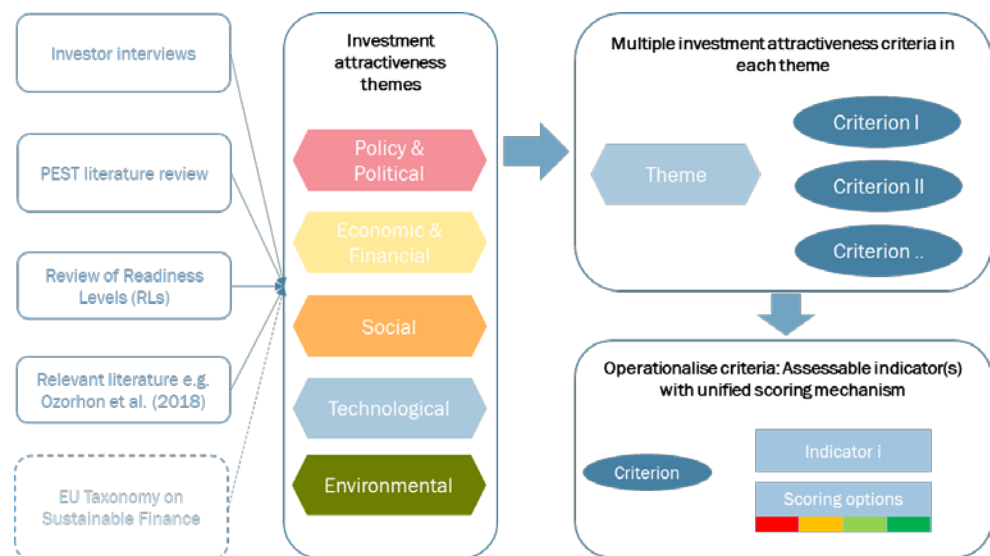 Investor interviews
PEST literature review
Review of Readiness
Levels (RLs)
Relevant literature e.g.
Ozorhon et al. (2018)
EU Taxonomy on
Sustainable Finance
Investment
attractiveness
themes
Policy &
Political
Economic &
Financial
Social
Technological
Environmental
Multiple investment attractiveness criteria in
each theme
Theme
Criterion I
Criterion II
Criterion ..
Operationalise criteria: Assessable indicator(s)
with unified scoring mechanism
Criterion
Indicator i
Scoring options